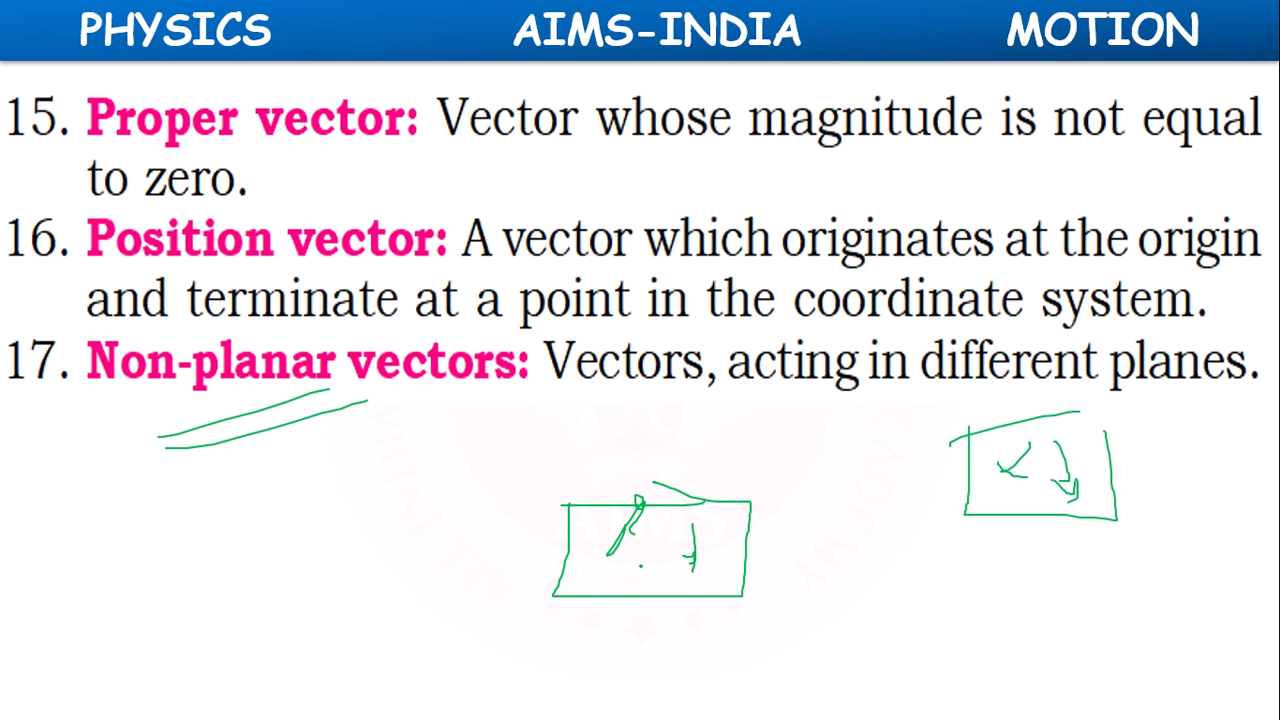 PHYSICS AIMS-INDIA MOTION
15. Proper vector: Vector whose magnitude is not equal
to zero.
16. Position vector: A vector which originates at the origin
and terminate at a point in the coordinate system.
17. Non-planar vectors: Vectors, acting in different planes.
AIMS